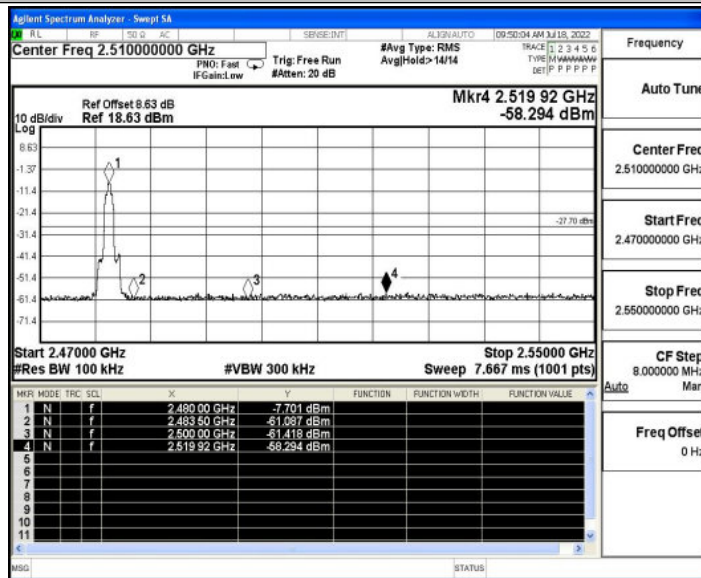 Agilent Spectrum Analyzer - Swept SA
RL RF 50 Ω AC SENSE:INT ALIGN AUTO 09:50:04 AM Jul 18, 2022
Center Freq 2.510000000 GHz
PNO: Fast
IFGain:Low
Trig: Free Run
#Atten: 20 dB
#Avg Type: RMS
Avg|Hold:>14/14
TRACE 1 2 3 4 5 6
TYPE M
DET P P P P P P
Ref Offset 8.63 dB
Ref 18.63 dBm
10 dB/div
Log
Mkr4 2.519 92 GHz
-58.294 dBm
8.63
-1.37
-11.4
-21.4
-31.4
-41.4
-51.4
-61.4
-71.4
1
2
3
4
-27.70 dBm
Start 2.47000 GHz
Stop 2.55000 GHz
#Res BW 100 kHz #VBW 300 kHz Sweep 7.667 ms (1001 pts)
MKR MODE TRC SCL X Y FUNCTION FUNCTION WIDTH FUNCTION VALUE
1 N f 2.480 00 GHz -7.701 dBm
2 N f 2.483 50 GHz -61.087 dBm
3 N f 2.500 00 GHz -61.418 dBm
4 N f 2.519 92 GHz -58.294 dBm
5
6
7
8
9
10
11
MSG STATUS
Frequency
Auto Tune
Center Freq
2.510000000 GHz
Start Freq
2.470000000 GHz
Stop Freq
2.550000000 GHz
CF Step
8.000000 MHz
Auto Man
Freq Offset
0 Hz